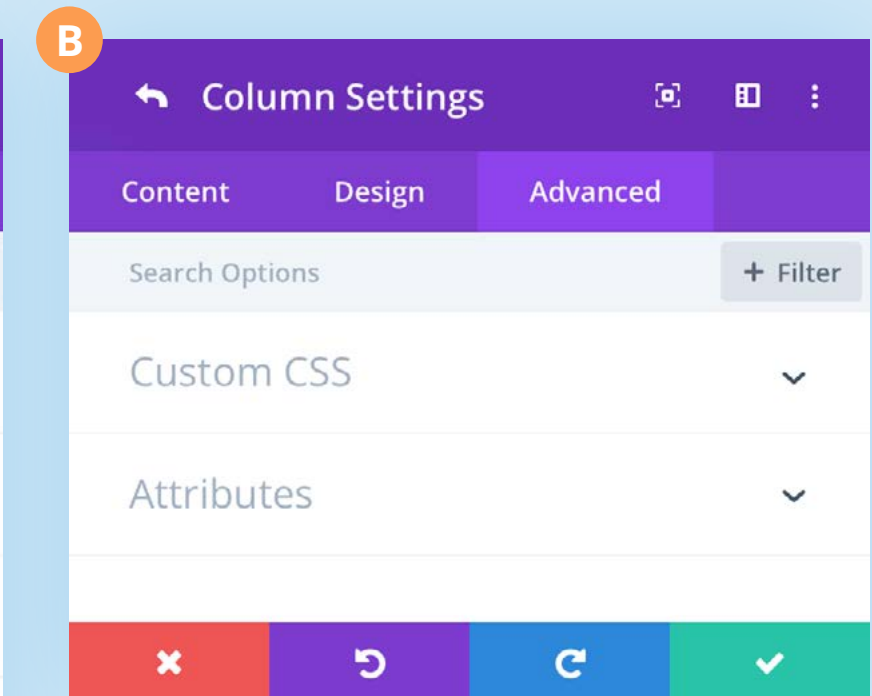 B
Column Settings
Content Design Advanced
Search Options + Filter
Custom CSS
Attributes